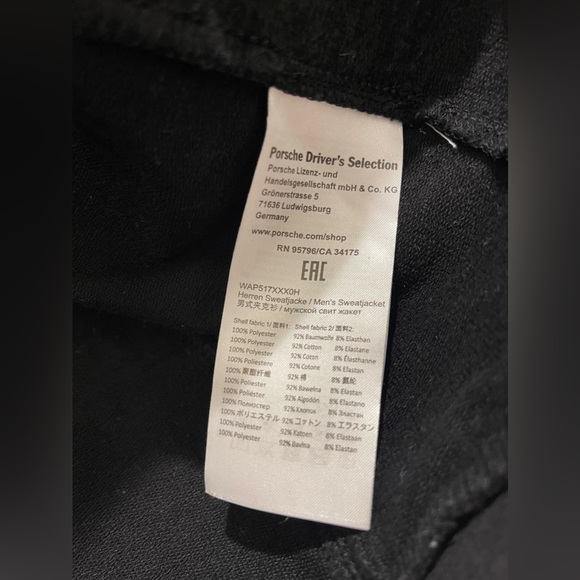 Porsche Driver's Selection
Porsche Lizenz- und
Handelsgesellschaft mbH & Co. KG
Grönerstrasse 5
71636 Ludwigsburg
Germany
www.porsche.com/shop
RN 95796/CA 34175
EAC
WAP517XXX0H
Herren Sweatjacke / Men's Sweatjacket
男式夹克衫 / мужской свит жакет
Shell fabric 1/ 面料1: Shell fabric 2/ 面料2:
100% Polyester 92% Baumwolle 8% Elasthan
100% Polyester 92% Cotton 8% Elastane
100% Polyester 92% Coton 8% Elasthanne
100% Poliestere 92% Cotone 8% Elastan
100% 聚酯纤维 92% 棉 8% 氨纶
100% Poliester 92% Bawełna 8% Elastan
100% Poliéster 92% Algodón 8% Elastano
100% Полиэстер 92% Хлопок 8% Эластан
100% ポリエステル 92% コットン 8% エラスタン
100% Polyester 92% Katoen 8% Elastaan
100% Polyester 92% Bavlna 8% Elastan